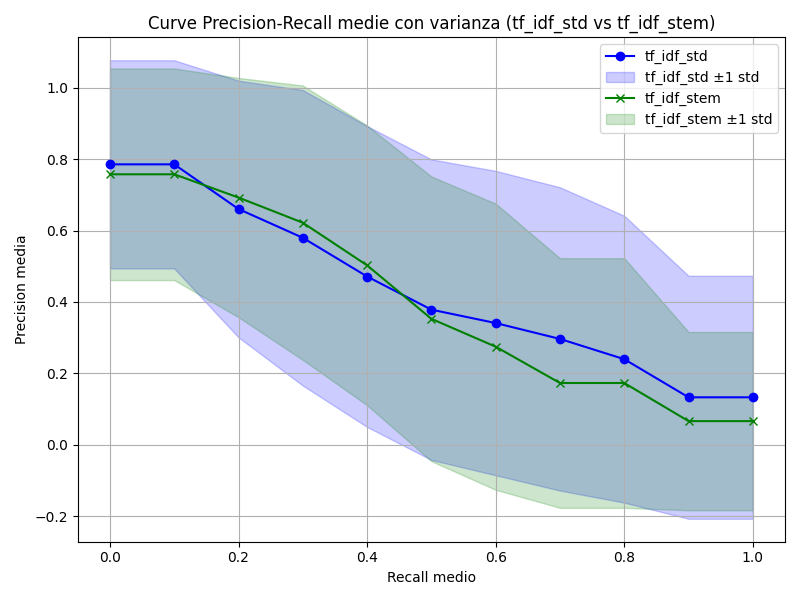 Curve Precision-Recall medie con varianza (tf_idf_std vs tf_idf_stem)
tf_idf_std
tf_idf_std ±1 std
tf_idf_stem
tf_idf_stem ±1 std
Precision media
1.0
0.8
0.6
0.4
0.2
0.0
−0.2
0.0 0.2 0.4 0.6 0.8 1.0
Recall medio